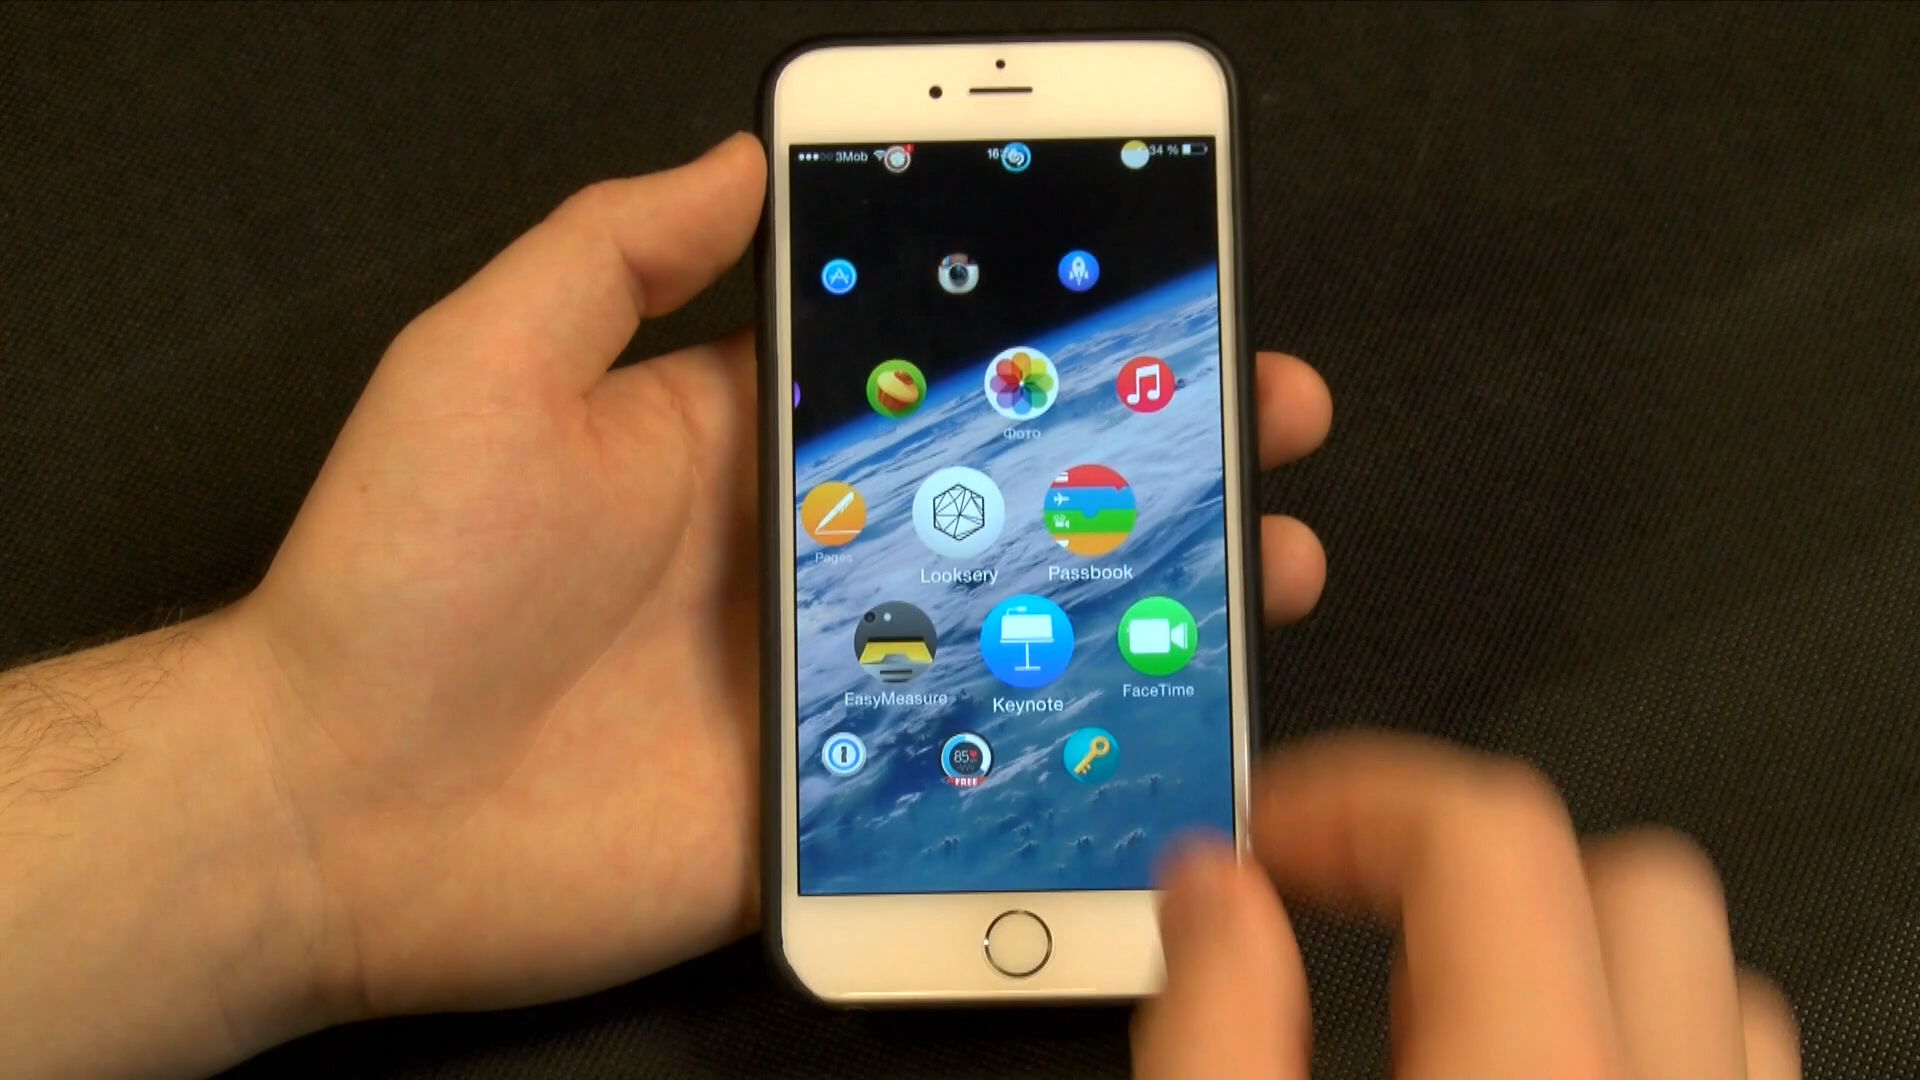 3Mob 34 %
Фото
Pages
Looksery
Passbook
EasyMeasure
Keynote
FaceTime
85
FREE